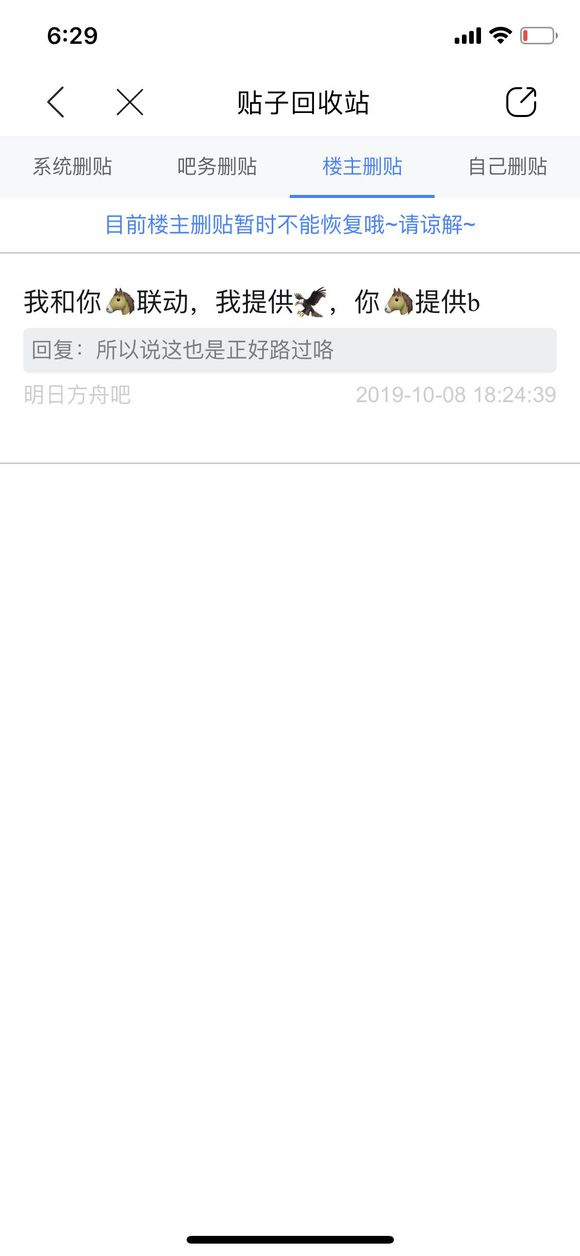 6:29
贴子回收站
系统删贴 吧务删贴 楼主删贴 自己删贴
目前楼主删贴暂时不能恢复哦~请谅解~
我和你🐴联动，我提供🦅，你🐴提供b
回复：所以说这也是正好路过咯
明日方舟吧 2019-10-08 18:24:39